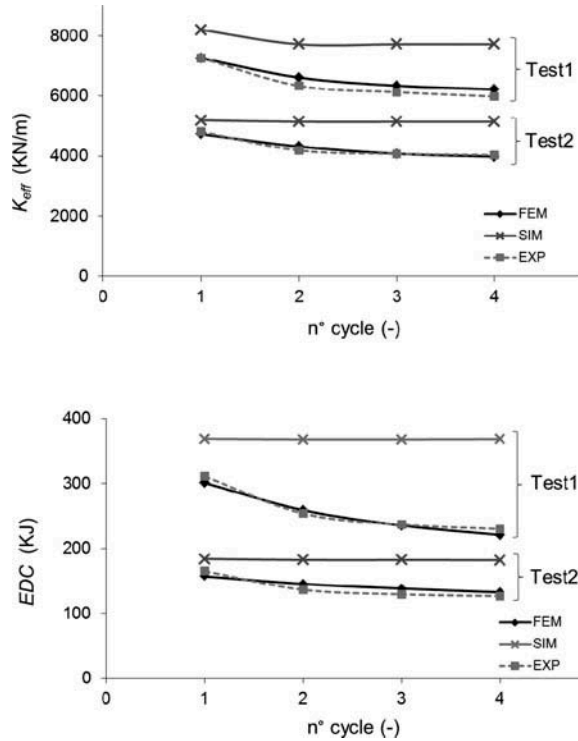 8000
6000
4000
2000
0
K_eff (KN/m)
Test1
Test2
FEM
SIM
EXP
0 1 2 3 4
n° cycle (-)
400
300
200
100
0
EDC (KJ)
Test1
Test2
FEM
SIM
EXP
0 1 2 3 4
n° cycle (-)